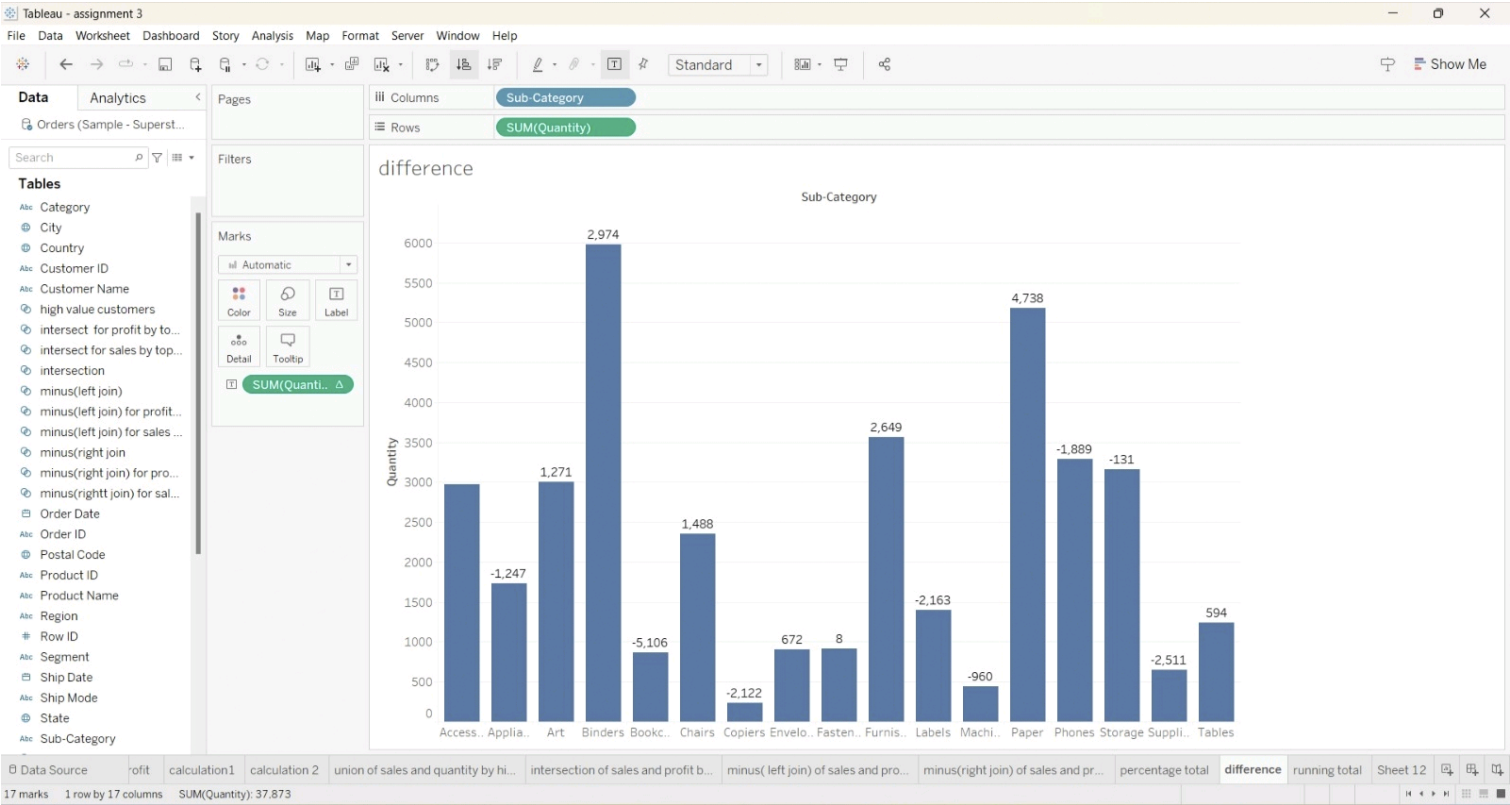 Tableau - assignment 3
File Data Worksheet Dashboard Story Analysis Map Format Server Window Help
Standard
Show Me
Data Analytics
Orders (Sample - Superst...
Search
Tables
Abc Category
City
Country
Abc Customer ID
Abc Customer Name
high value customers
intersect for profit by to...
intersect for sales by top...
intersection
minus(left join)
minus(left join) for profit...
minus(left join) for sales ...
minus(right join
minus(right join) for pro...
minus(rightt join) for sal...
Order Date
Abc Order ID
Postal Code
Abc Product ID
Abc Product Name
Abc Region
# Row ID
Abc Segment
Ship Date
Abc Ship Mode
State
Abc Sub-Category
Pages
Filters
Marks
Automatic
Color Size Label
Detail Tooltip
SUM(Quanti.. Δ
Columns Sub-Category
Rows SUM(Quantity)
difference
Sub-Category
Quantity
6000
5500
5000
4500
4000
3500
3000
2500
2000
1500
1000
500
0
-1,247
1,271
2,974
-5,106
1,488
-2,122
672
8
2,649
-2,163
-960
4,738
-1,889
-131
-2,511
594
Access.. Applia.. Art Binders Bookc.. Chairs Copiers Envelo.. Fasten.. Furnis.. Labels Machi.. Paper Phones Storage Suppli.. Tables
Data Source rofit calculation1 calculation 2 union of sales and quantity by hi... intersection of sales and profit b... minus( left join) of sales and pro... minus(right join) of sales and pr... percentage total difference running total Sheet 12
17 marks 1 row by 17 columns SUM(Quantity): 37,873